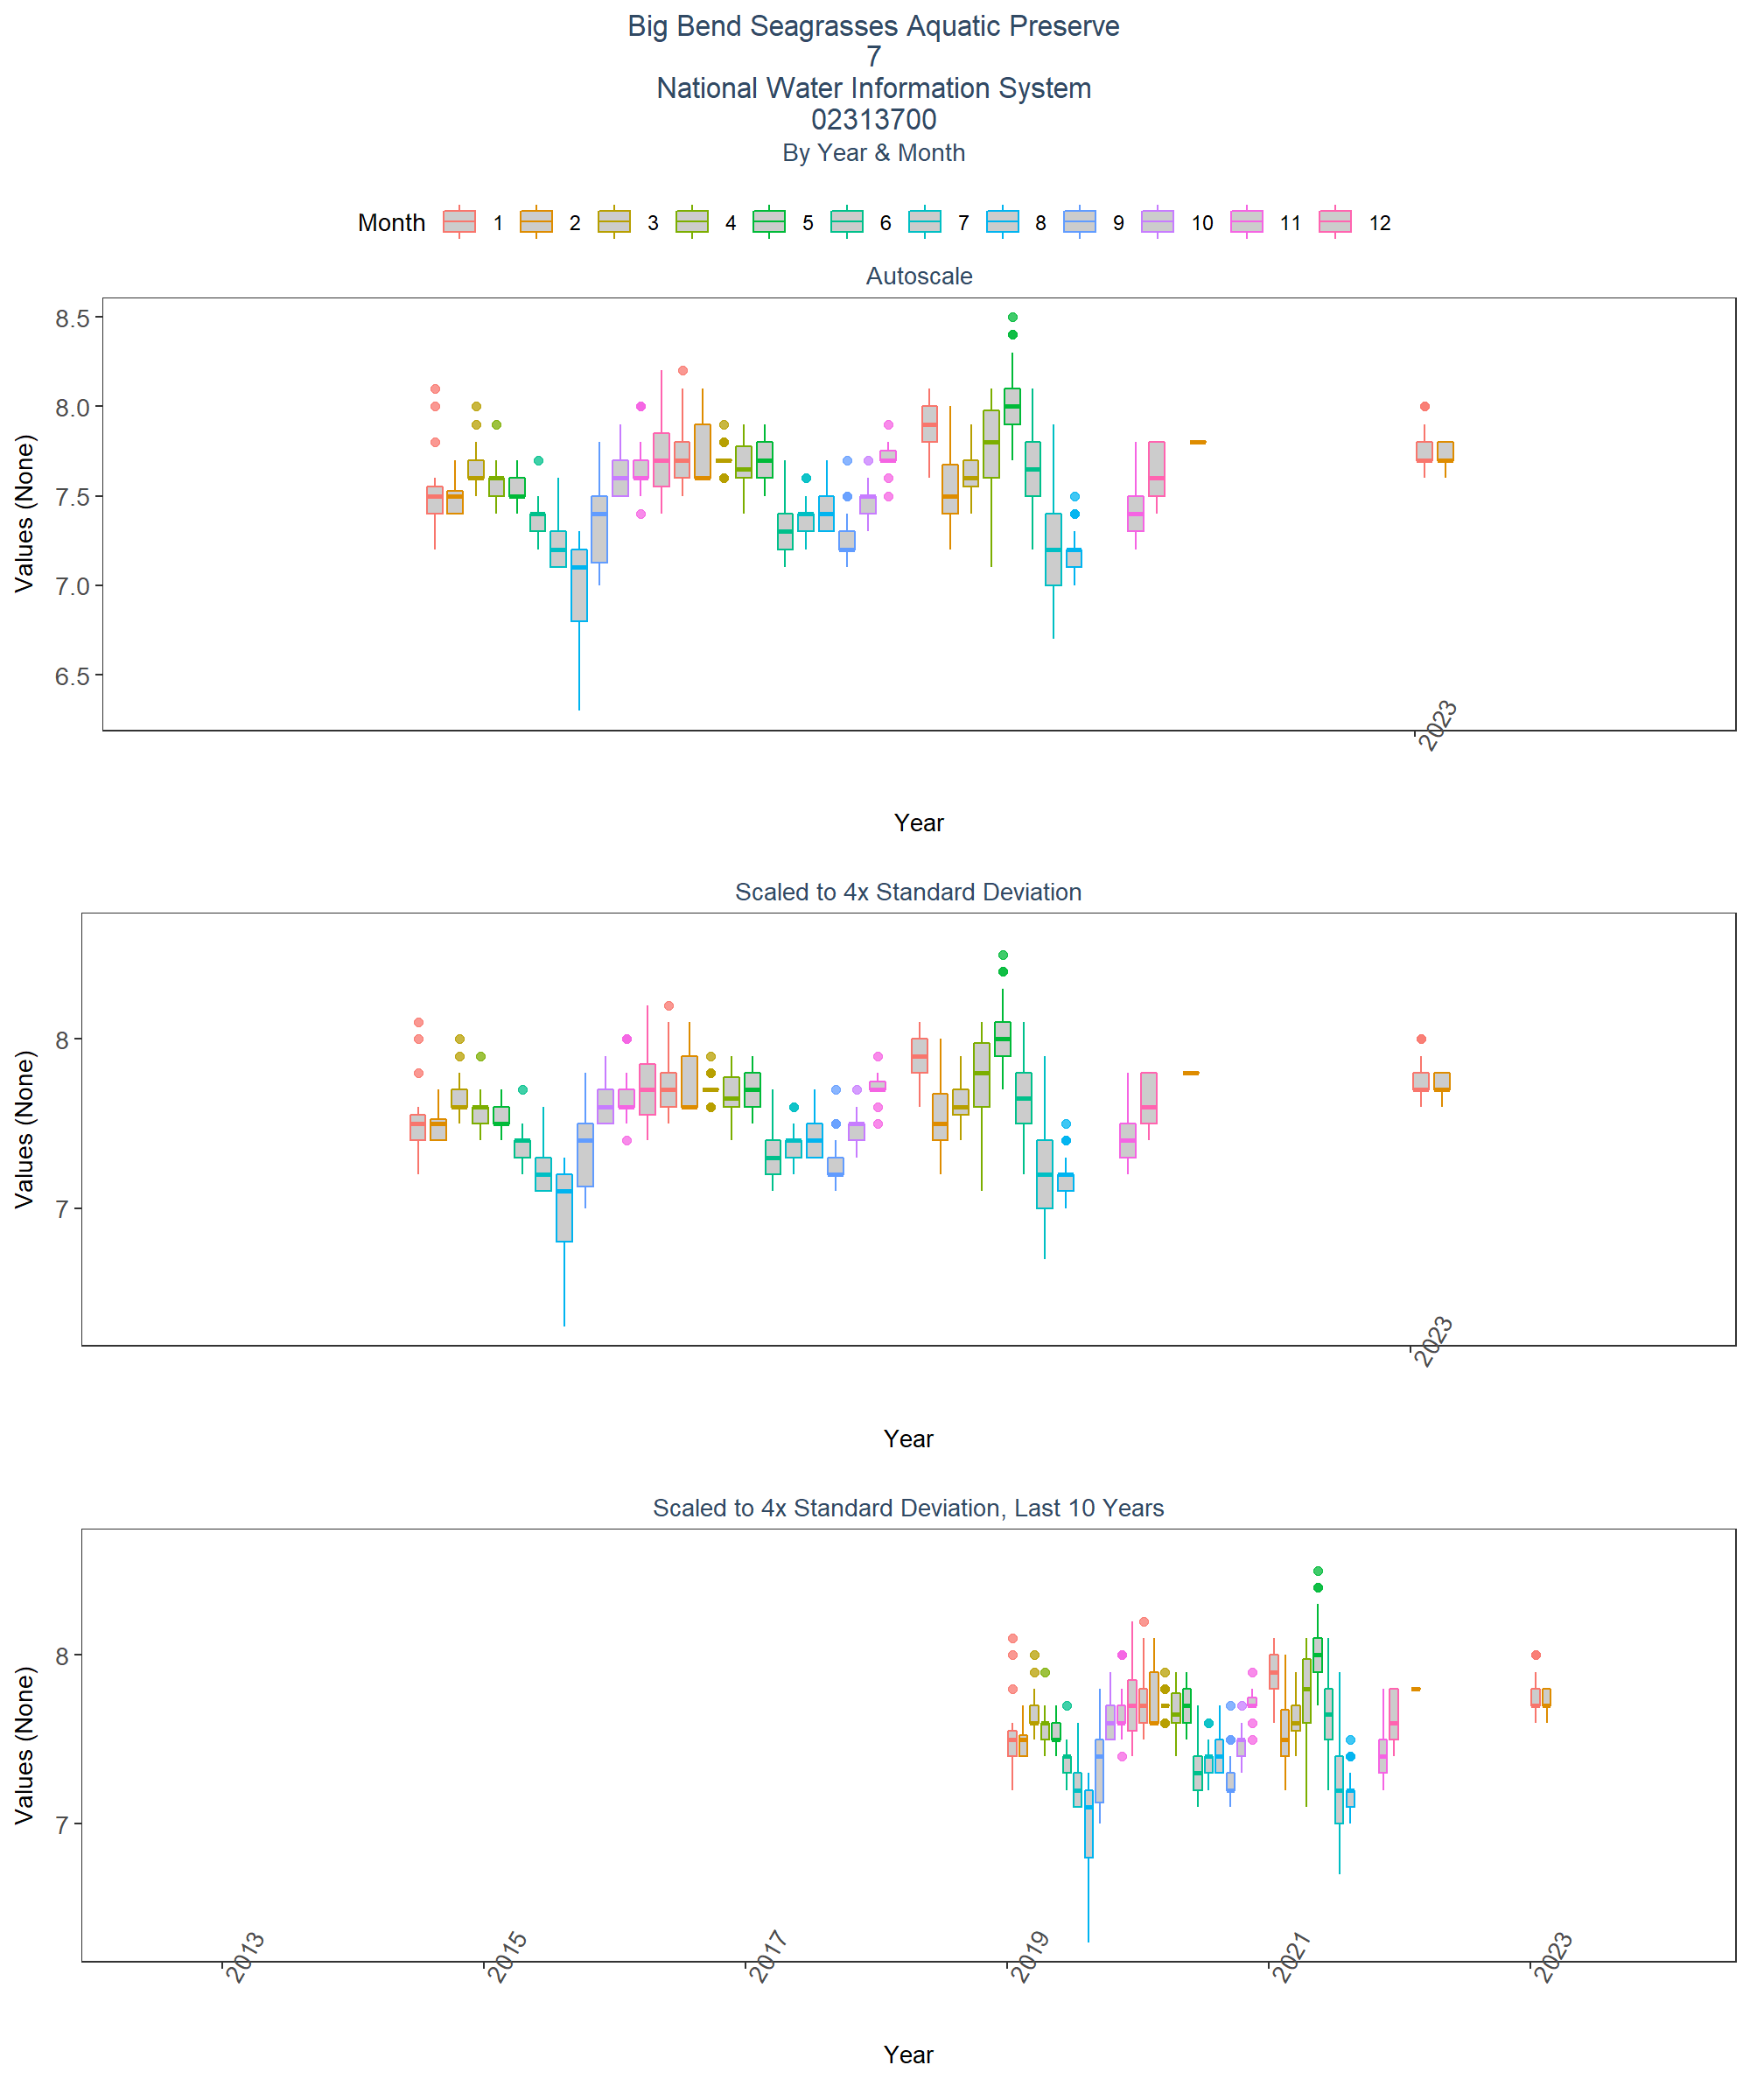 Big Bend Seagrasses Aquatic Preserve
7
National Water Information System
02313700
By Year & Month
Month 1 2 3 4 5 6 7 8 9 10 11 12
Autoscale
Values (None)
8.5
8.0
7.5
7.0
6.5
2023
Year
Scaled to 4x Standard Deviation
Values (None)
8
7
2023
Year
Scaled to 4x Standard Deviation, Last 10 Years
Values (None)
8
7
2013 2015 2017 2019 2021 2023
Year